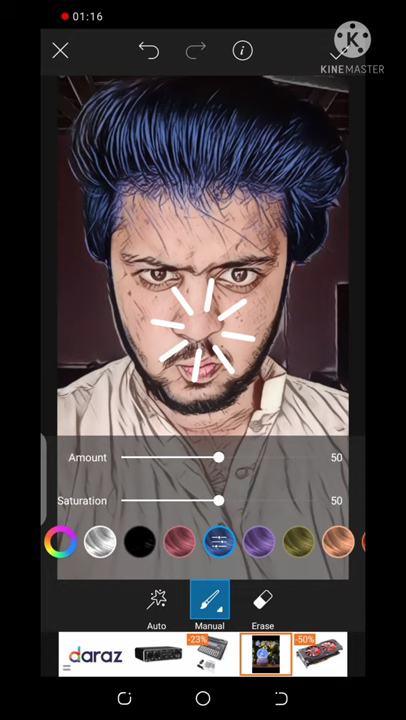 01:16
KINEMASTER
Amount 50
Saturation 50
Auto Manual Erase
daraz -23% -50%